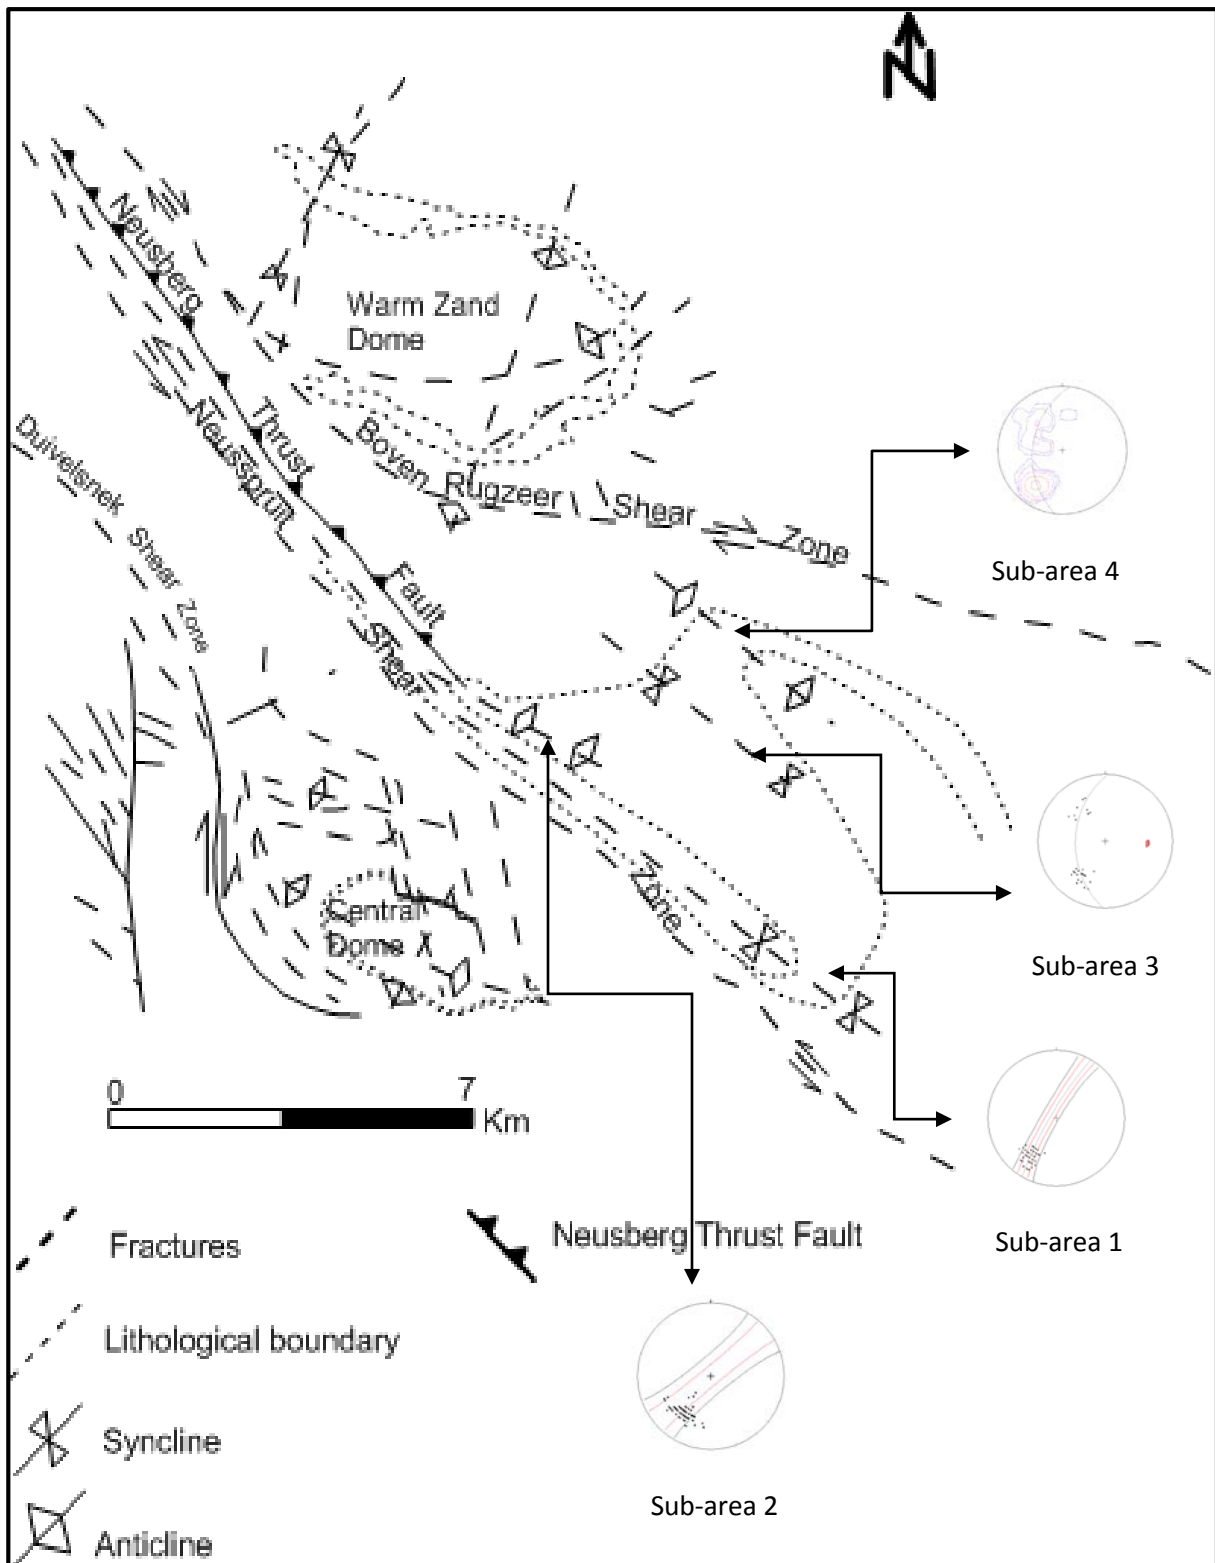 N
Neusberg
Thrust
Fault
Warm Zand
Dome
Neusspruit
Shear
Zone
Boven
Rugzeer
Shear
Zone
Duivelsnek
Shear
Zone
Sub-area 4
Central
Dome
Sub-area 3
0
7
Km
Sub-area 1
Fractures
Neusberg Thrust Fault
Lithological boundary
Syncline
Sub-area 2
Anticline